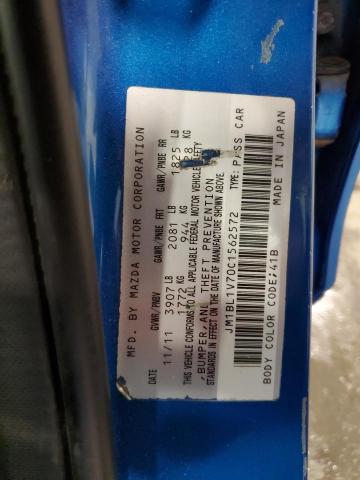 MFD. BY MAZDA MOTOR CORPORATION
DATE GVWR/PNBV GAWR/PNBE FRT GAWR/PNBE RR
11/11 3907 LB 2081 LB 1825 LB
1772 KG 944 KG KG
THIS VEHICLE CONFORMS TO ALL APPLICABLE FEDERAL MOTOR VEHICLE SAFETY
, BUMPER, AND THEFT PREVENTION
STANDARDS IN EFFECT ON THE DATE OF MANUFACTURE SHOWN ABOVE.
JM1BL1V70C1562572 TYPE: PASS CAR
BODY COLOR CODE;41B MADE IN JAPAN